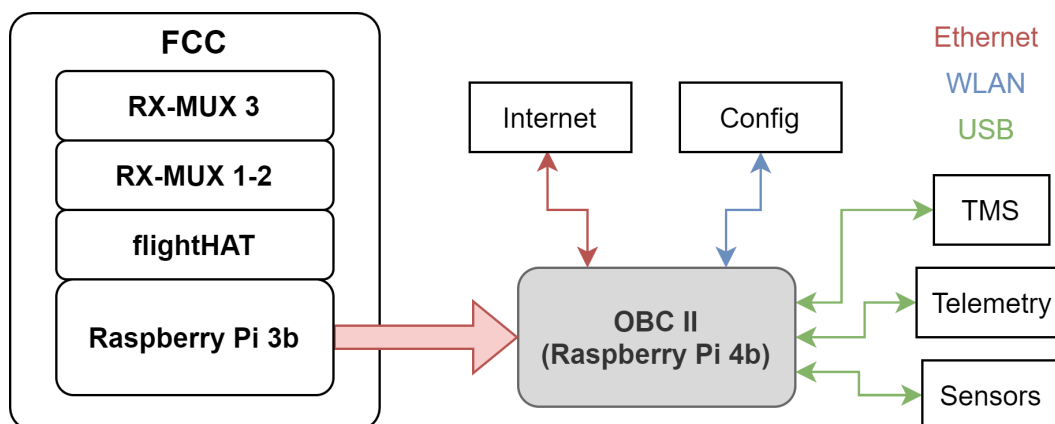 FCC
RX-MUX 3
RX-MUX 1-2
flightHAT
Raspberry Pi 3b
Internet
Config
OBC II
(Raspberry Pi 4b)
Ethernet
WLAN
USB
TMS
Telemetry
Sensors